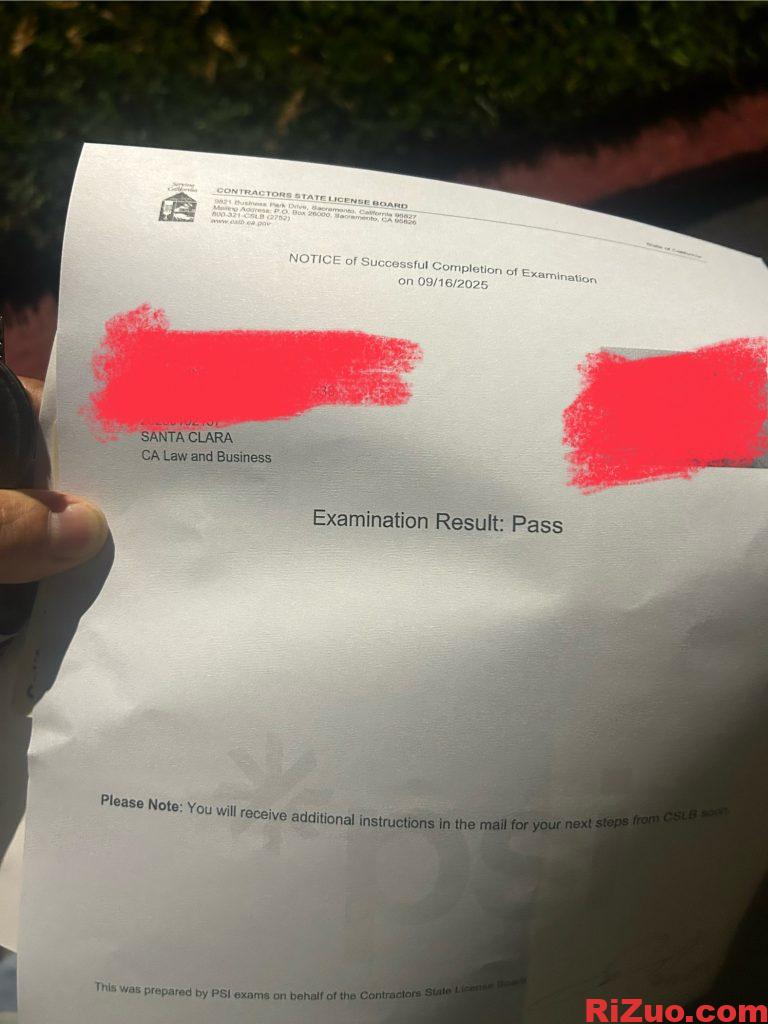 Serving California
CONTRACTORS STATE LICENSE BOARD
9821 Business Park Drive, Sacramento, California 95827
Mailing Address: P.O. Box 26000, Sacramento, CA 95826
800-321-CSLB (2752)
www.cslb.ca.gov
State of California
NOTICE of Successful Completion of Examination
on 09/16/2025
SANTA CLARA
CA Law and Business
Examination Result: Pass
Please Note: You will receive additional instructions in the mail for your next steps from CSLB soon.
psi
This was prepared by PSI exams on behalf of the Contractors State License Board
RiZuo.com